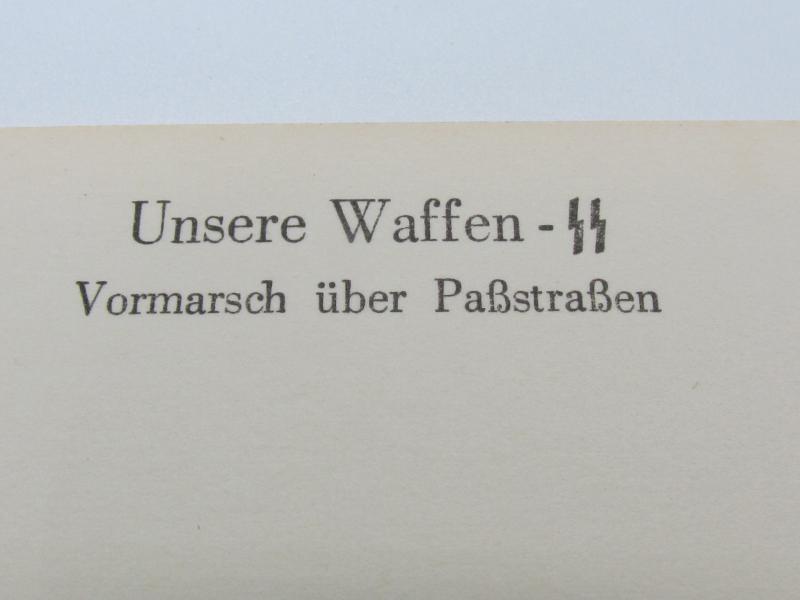 Unsere Waffen - ᛋᛋ
Vormarsch über Paßstraßen